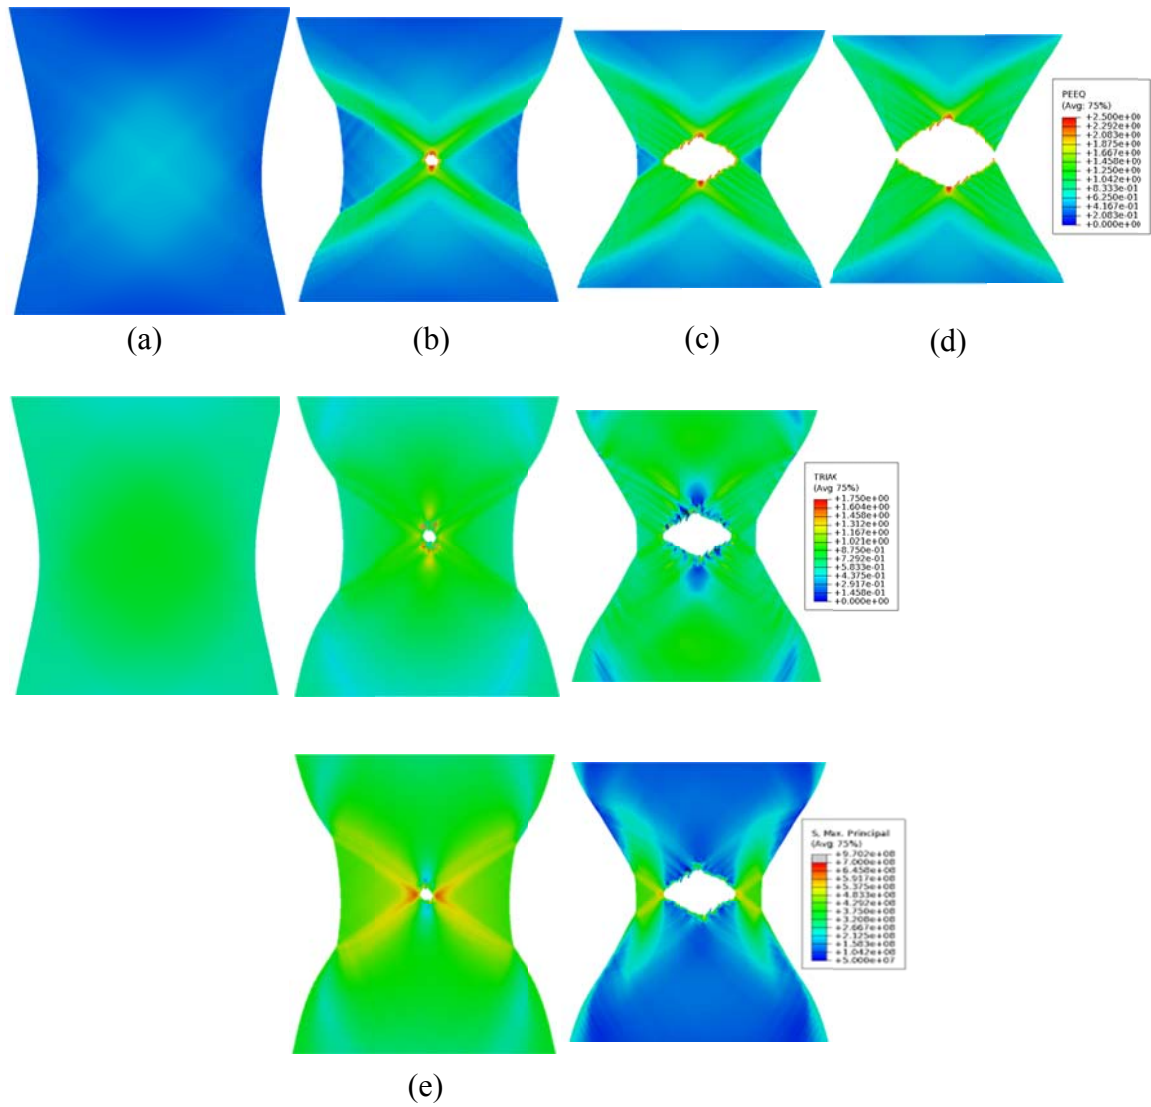 PEEQ
(Avg: 75%)
+2.500e+00
+2.292e+00
+2.083e+00
+1.875e+00
+1.667e+00
+1.458e+00
+1.250e+00
+1.042e+00
+8.333e-01
+6.250e-01
+4.167e-01
+2.083e-01
+0.000e+00
(a)
(b)
(c)
(d)
TRIAX
(Avg 75%)
+1.750e+00
+1.604e+00
+1.458e+00
+1.312e+00
+1.167e+00
+1.021e+00
+8.750e-01
+7.292e-01
+5.833e-01
+4.375e-01
+2.917e-01
+1.458e-01
+0.000e+00
S, Max. Principal
(Avg: 75%)
+9.702e+08
+7.000e+08
+6.458e+08
+5.917e+08
+5.375e+08
+4.833e+08
+4.292e+08
+3.750e+08
+3.208e+08
+2.667e+08
+2.125e+08
+1.583e+08
+1.042e+08
+5.000e+07
(e)